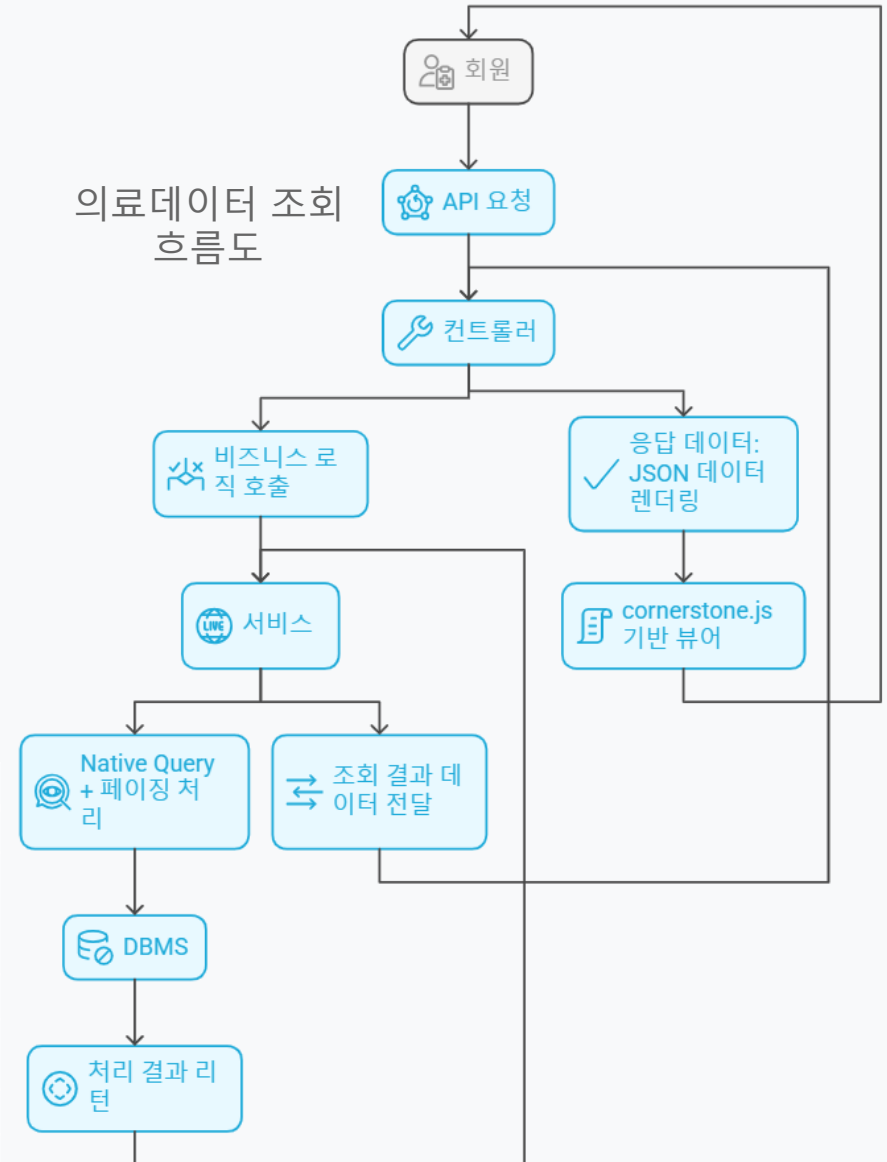 회원
의료데이터 조회
흐름도
API 요청
컨트롤러
비즈니스 로
직 호출
응답 데이터:
JSON 데이터
렌더링
LIVE
서비스
cornerstone.js
기반 뷰어
Native Query
+ 페이징 처
리
조회 결과 데
이터 전달
DBMS
처리 결과 리
턴